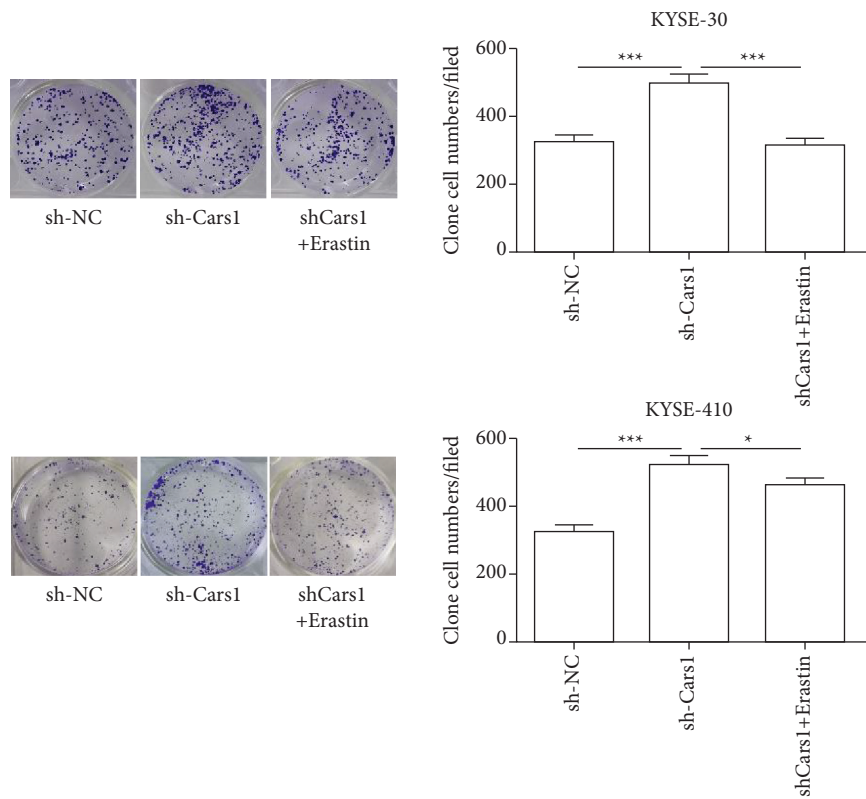 sh-NC
sh-Cars1
shCars1
+Erastin
KYSE-30
Clone cell numbers/filed
600
400
200
0
***
***
sh-NC
sh-Cars1
shCars1+Erastin
sh-NC
sh-Cars1
shCars1
+Erastin
KYSE-410
Clone cell numbers/filed
600
400
200
0
***
*
sh-NC
sh-Cars1
shCars1+Erastin